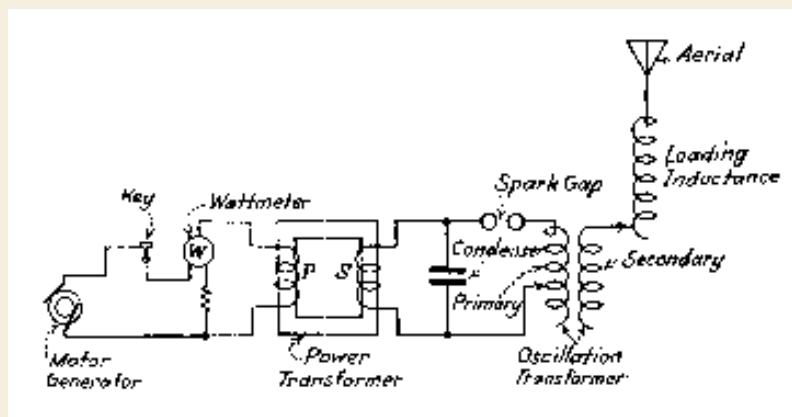 Aerial
Loading
Inductance
Spark Gap
Key
Wattmeter
W
P
S
Condenser
Primary
Secondary
Motor
Generator
Power
Transformer
Oscillation
Transformer